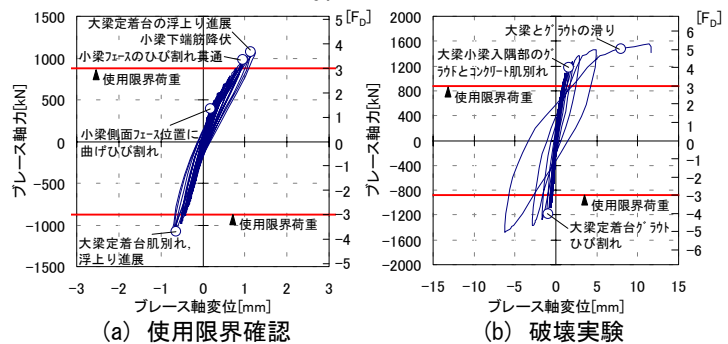 大梁定着台の浮上り進展
小梁下端筋降伏
小梁フェースのひび割れ貫通
使用限界荷重
小梁側面フェース位置に
曲げひび割れ
使用限界荷重
大梁定着台肌別れ,
浮上り進展
ブレース軸力[kN]
1500
1000
500
0
−500
−1000
−1500
5 [F_D]
4
3
2
1
0
−1
−2
−3
−4
−5
−3 −2 −1 0 1 2 3
ブレース軸変位[mm]
(a) 使用限界確認
大梁とグラウトの滑り
大梁小梁入隅部のグ
ラウトとコンクリート肌別れ
使用限界荷重
使用限界荷重
大梁定着台グラウト
ひび割れ
ブレース軸力[kN]
2000
1600
1200
800
400
0
−400
−800
−1200
−1600
−2000
[F_D]
6
5
4
3
2
1
0
−1
−2
−3
−4
−5
−6
−15 −10 −5 0 5 10 15
ブレース軸変位[mm]
(b) 破壊実験